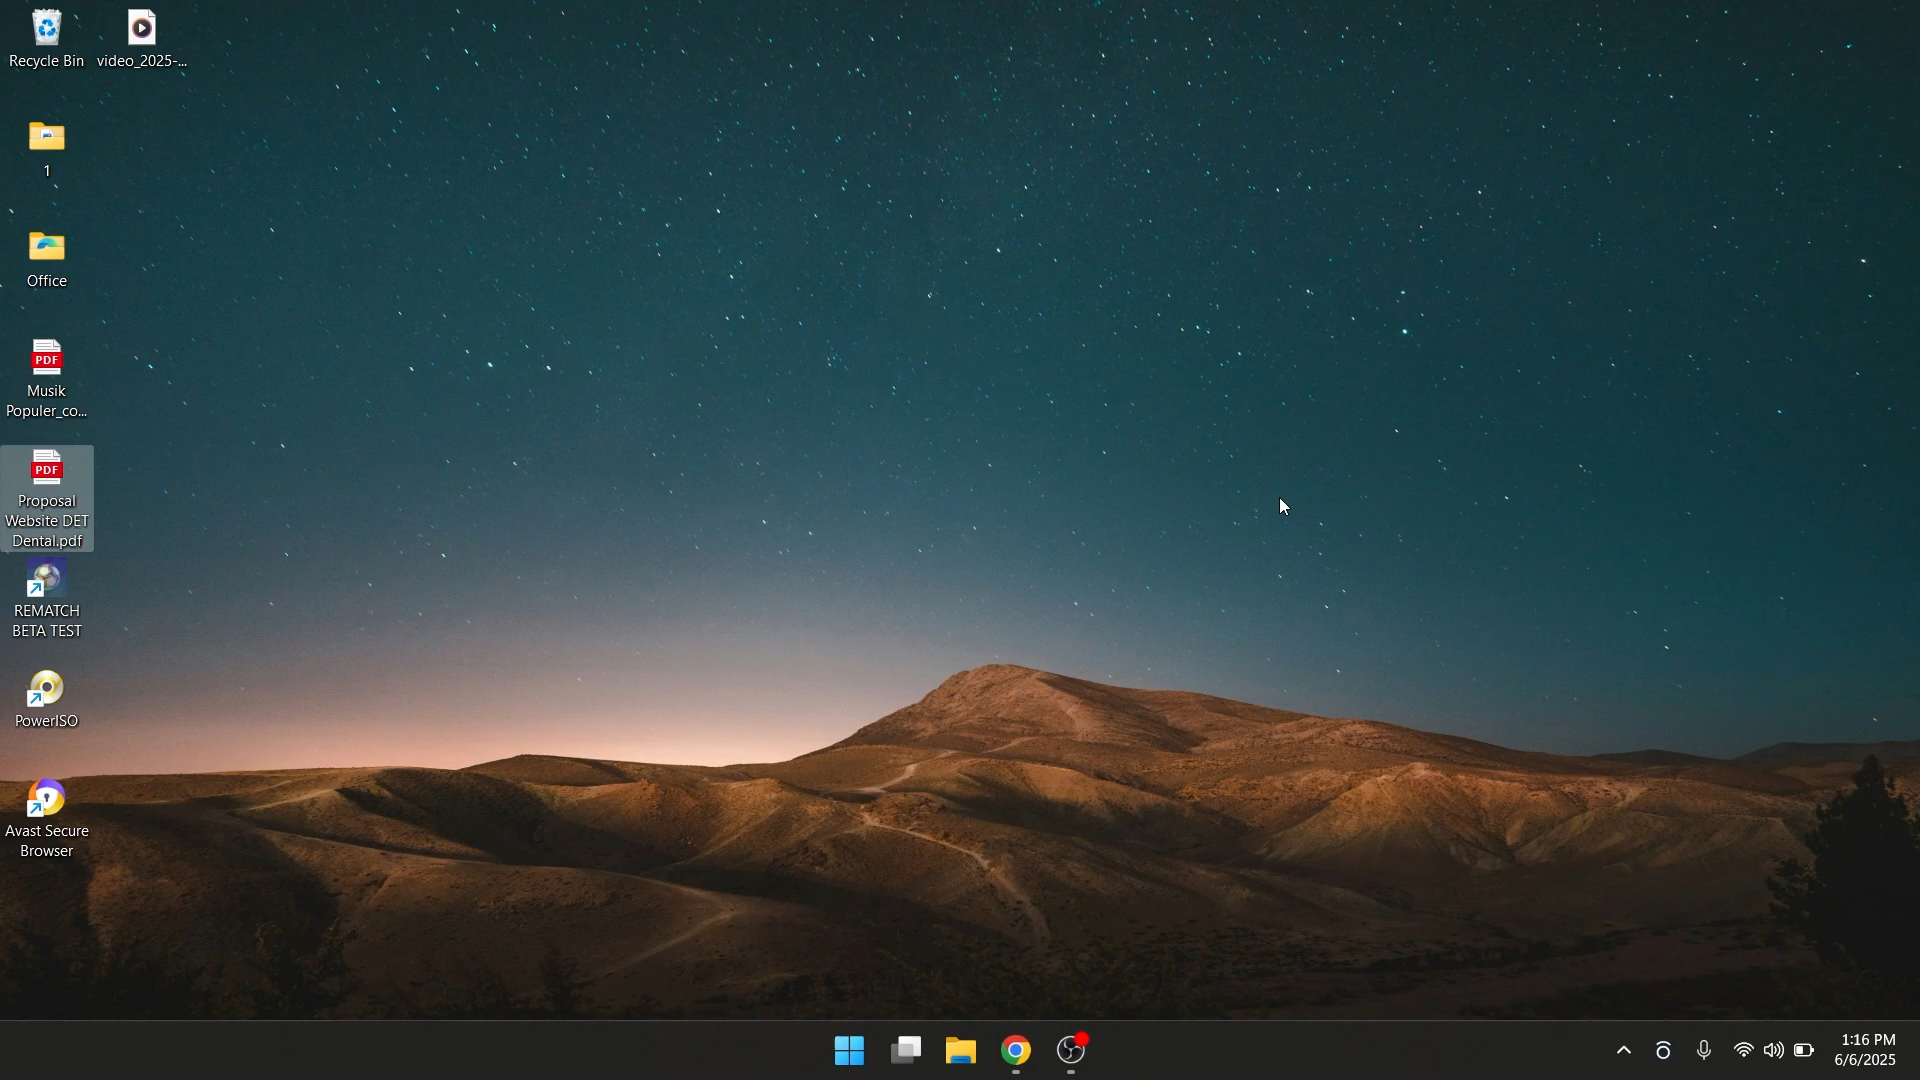 Recycle Bin
video_2025-...
1
Office
PDF
Musik
Populer_co...
PDF
Proposal
Website DET
Dental.pdf
REMATCH
BETA TEST
PowerISO
Avast Secure
Browser
1:16 PM
6/6/2025